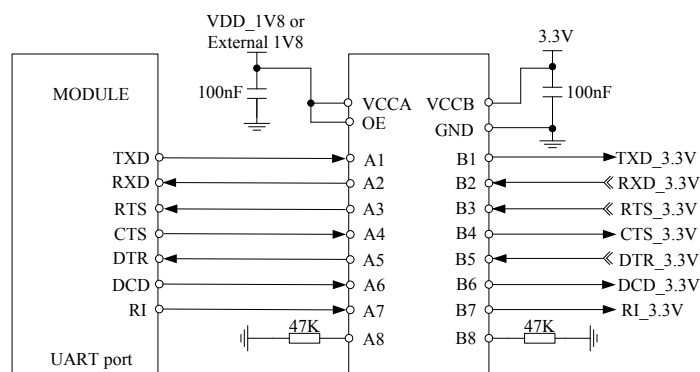 VDD_1V8 or
External 1V8
3.3V
100nF
100nF
MODULE
VCCA
VCCB
OE
GND
TXD
A1
B1
TXD_3.3V
RXD
A2
B2
RXD_3.3V
RTS
A3
B3
RTS_3.3V
CTS
A4
B4
CTS_3.3V
DTR
A5
B5
DTR_3.3V
DCD
A6
B6
DCD_3.3V
RI
A7
B7
RI_3.3V
47K
A8
B8
47K
UART port